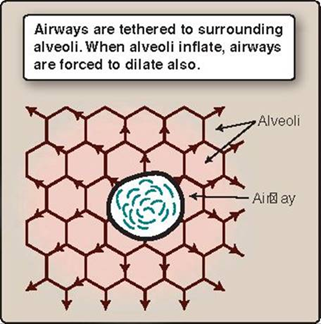 Airways are tethered to surrounding
alveoli. When alveoli inflate, airways
are forced to dilate also.
Alveoli